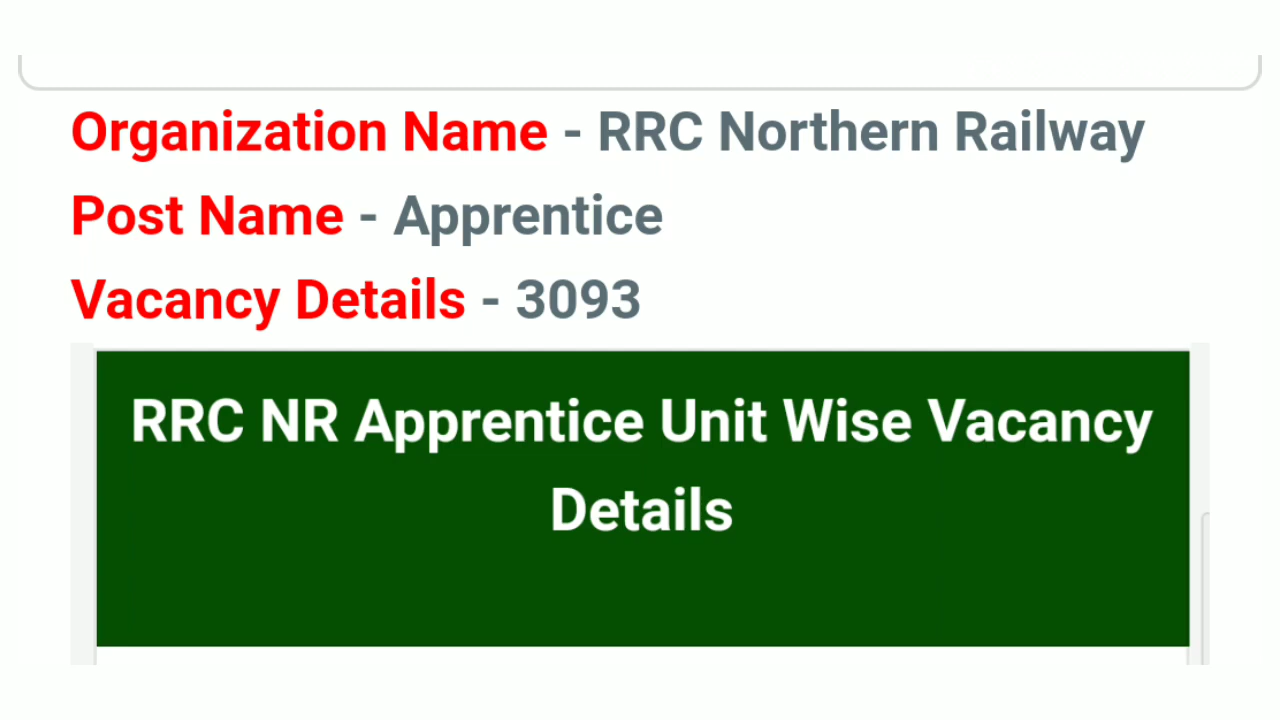 Organization Name - RRC Northern Railway
Post Name - Apprentice
Vacancy Details - 3093
RRC NR Apprentice Unit Wise Vacancy
Details